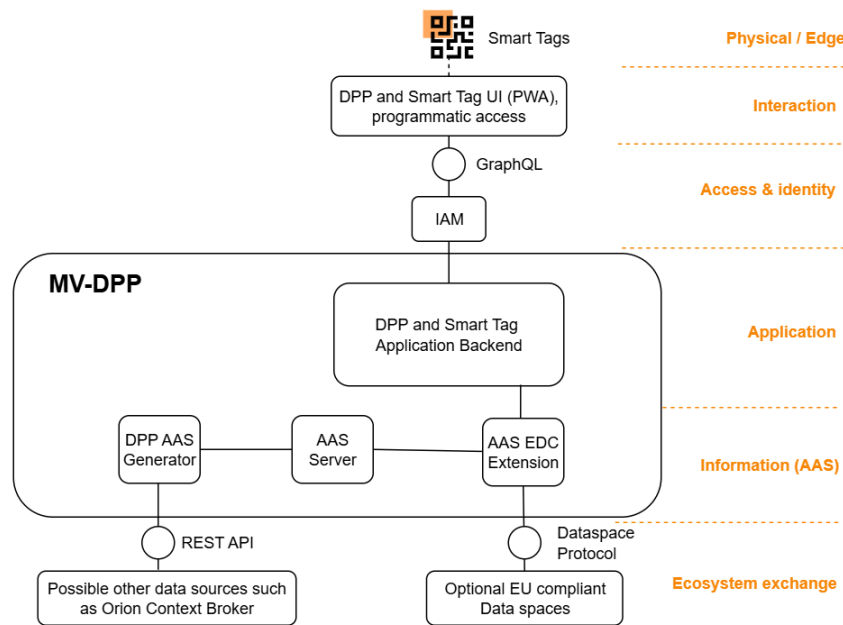 Smart Tags
Physical / Edge
DPP and Smart Tag UI (PWA),
programmatic access
Interaction
GraphQL
Access & identity
IAM
MV-DPP
DPP and Smart Tag
Application Backend
Application
DPP AAS
Generator
AAS
Server
AAS EDC
Extension
Information (AAS)
REST API
Dataspace
Protocol
Possible other data sources such
as Orion Context Broker
Optional EU compliant
Data spaces
Ecosystem exchange